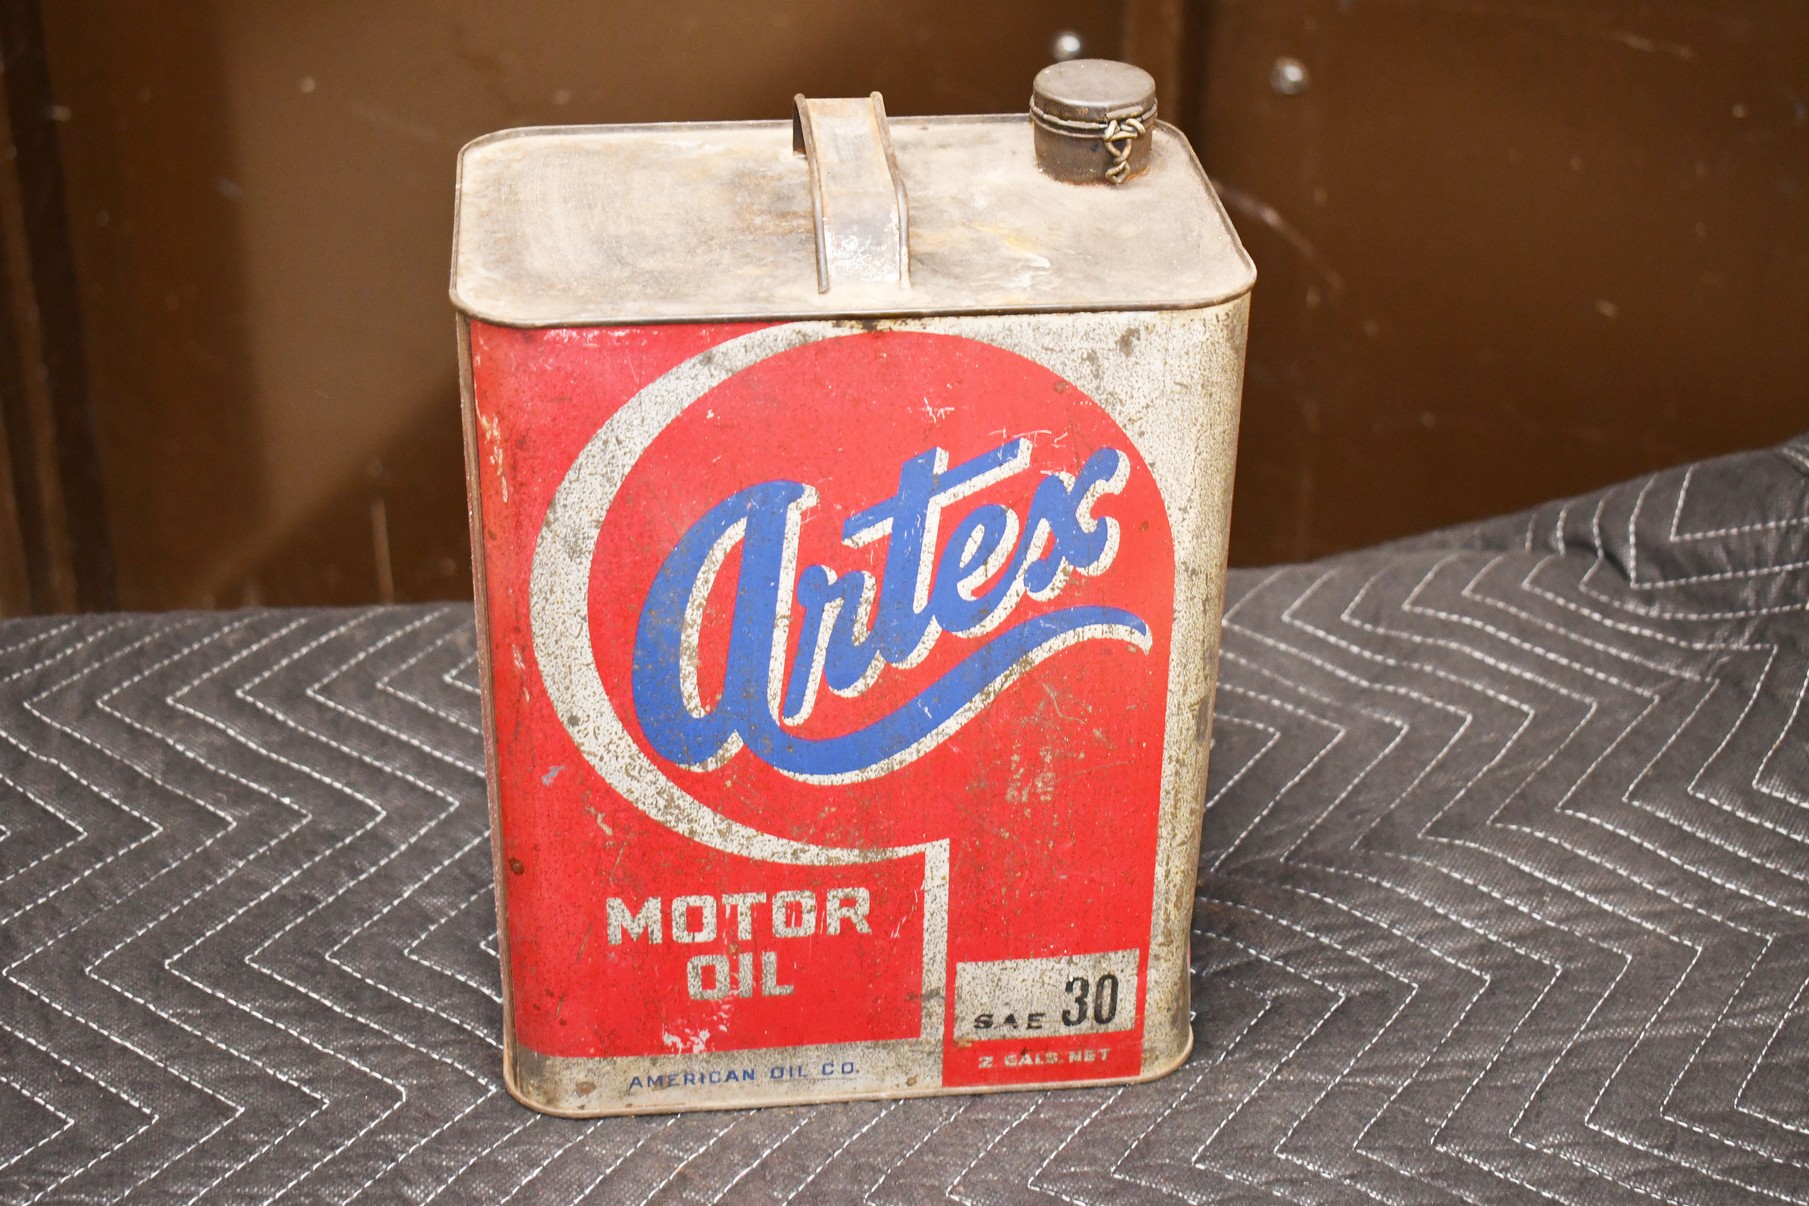 Artex
MOTOR
OIL
SAE 30
2 GALS. NET
AMERICAN OIL CO.